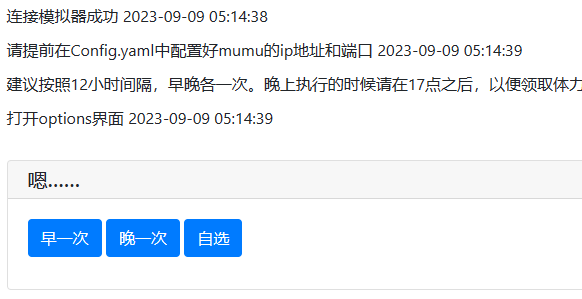 连接模拟器成功 2023-09-09 05:14:38
请提前在Config.yaml中配置好mumu的ip地址和端口 2023-09-09 05:14:39
建议按照12小时间隔，早晚各一次。晚上执行的时候请在17点之后，以便领取体力
打开options界面 2023-09-09 05:14:39
嗯......
早一次 晚一次 自选